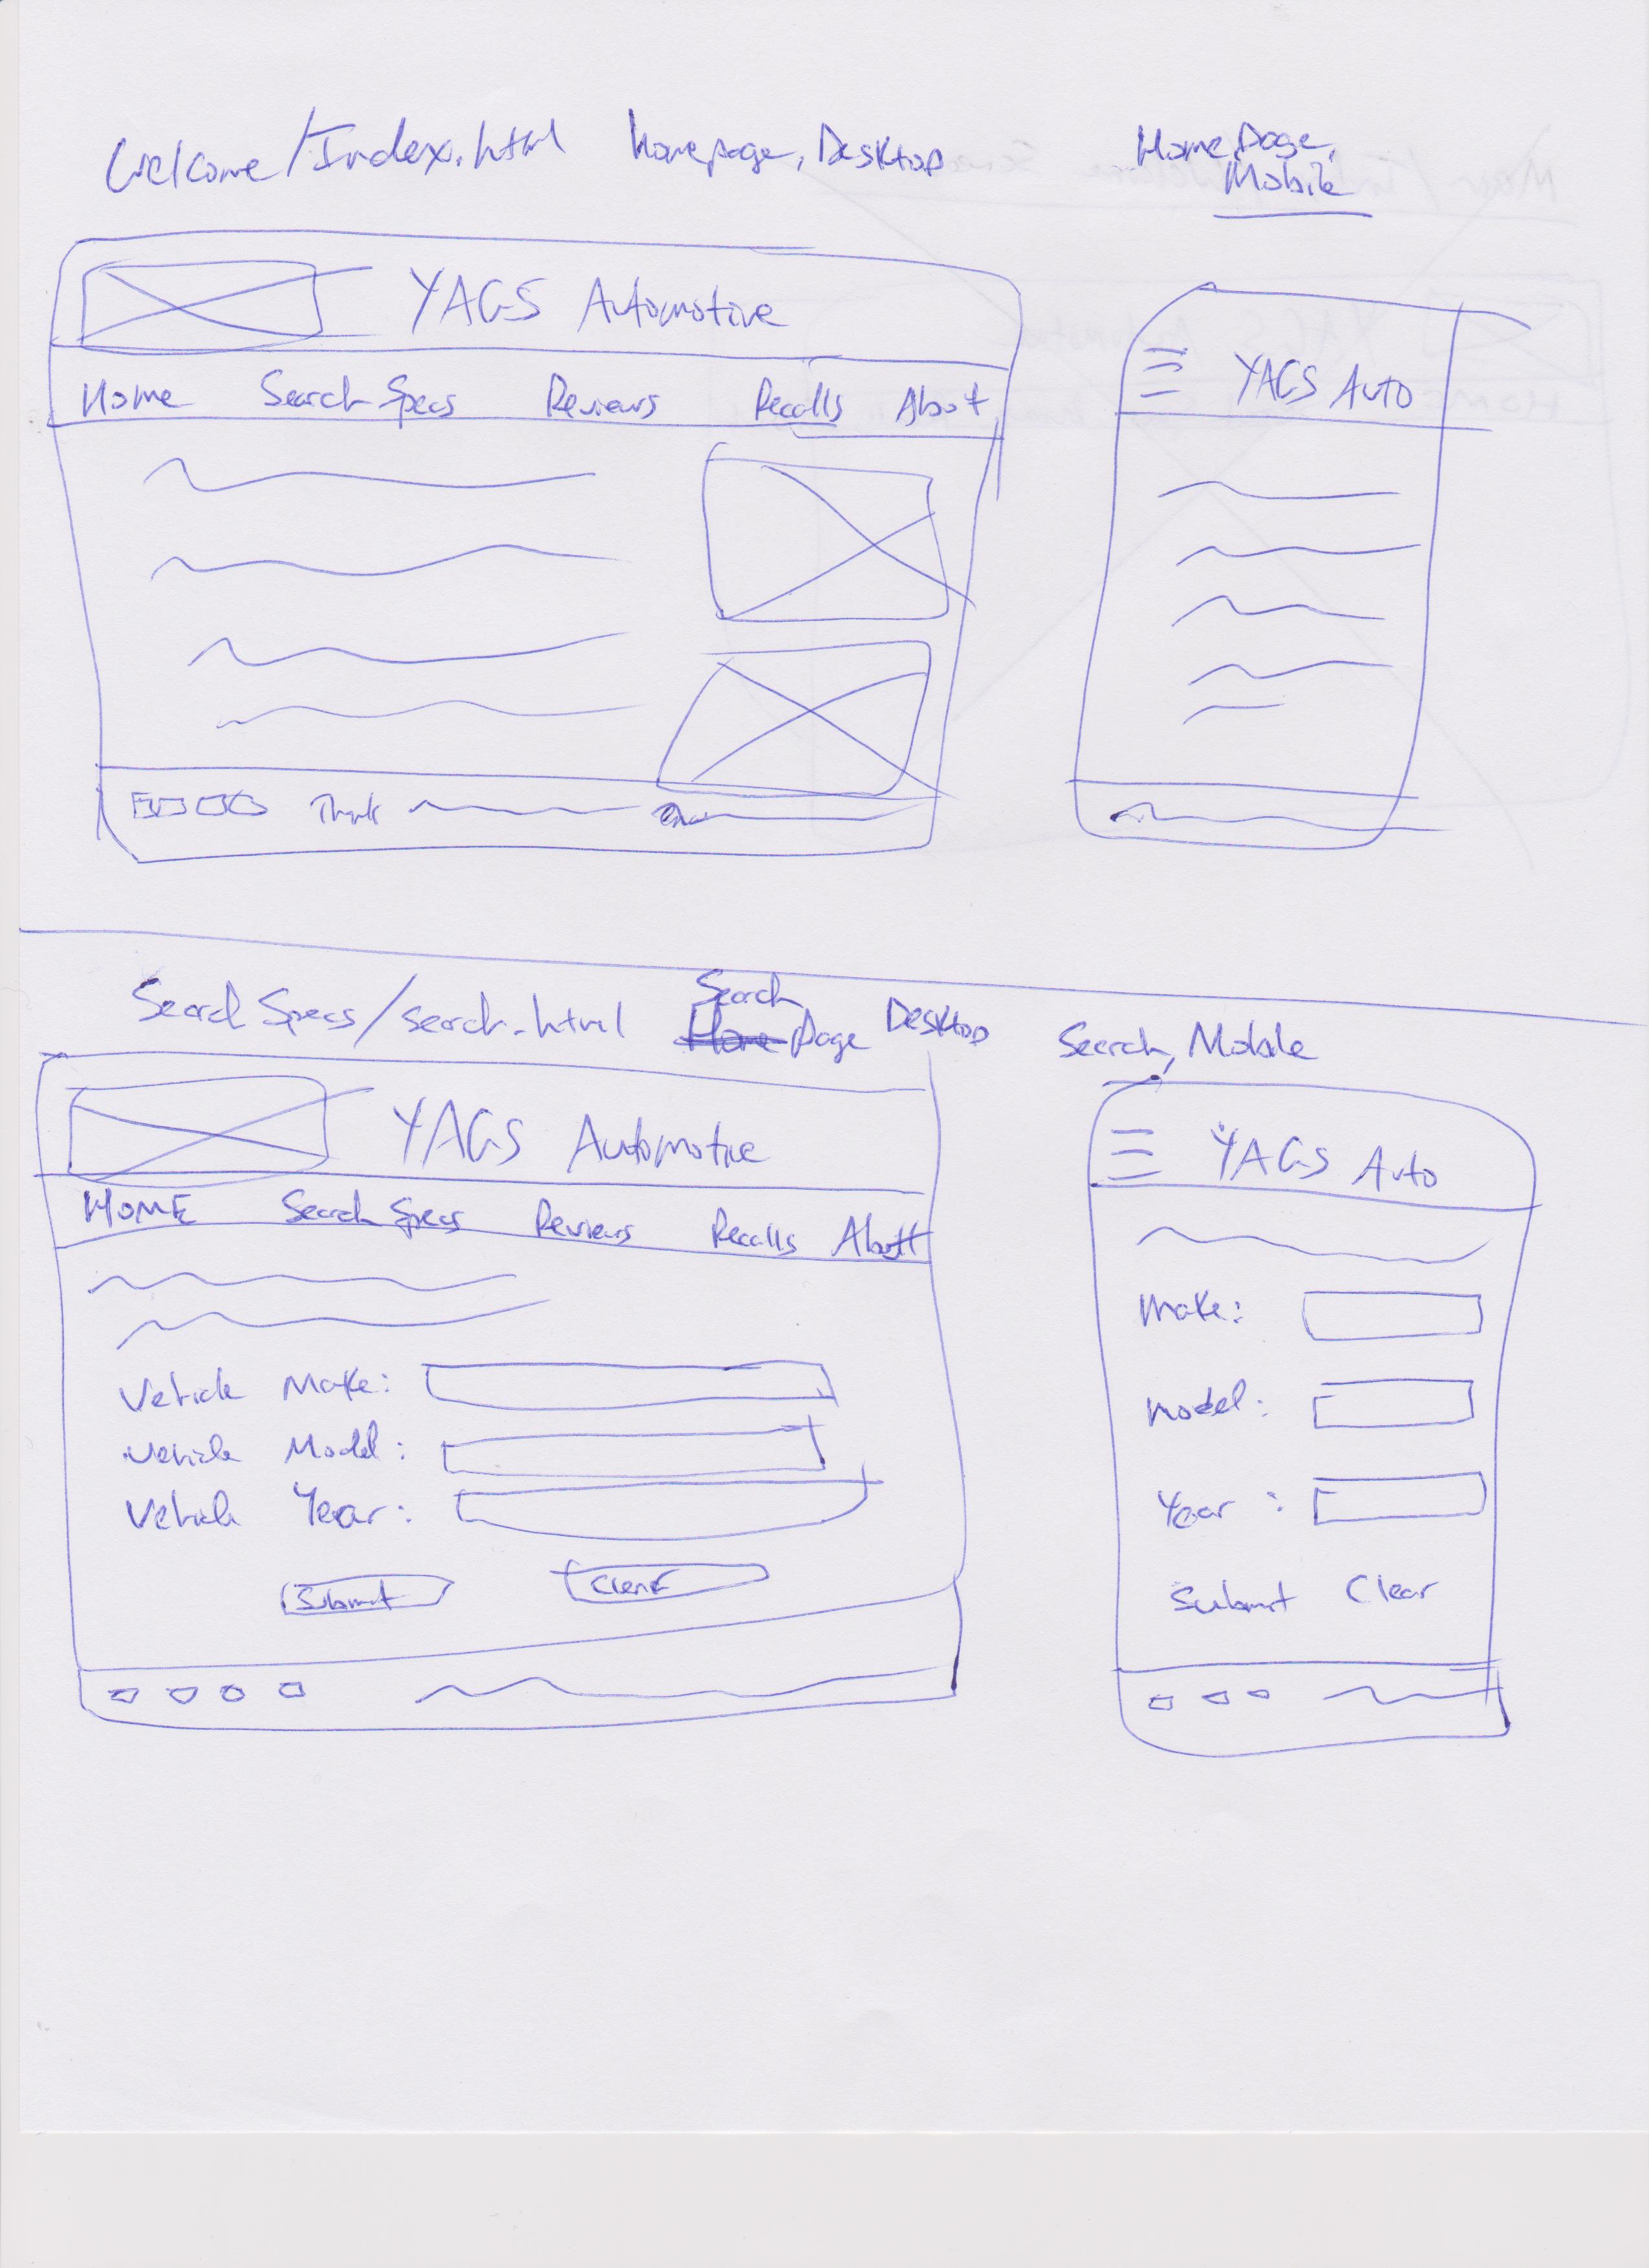 Welcome/Index.html homepage, Desktop
HomePage,
Mobile
YAGS Automotive
Home Search Specs Reviews Recalls About
Thank
YAGS Auto
Search Specs/search.html Search
Home page Desktop
Search, Mobile
YAGS Automotive
HOME Search Specs Reviews Recalls About
Vehicle Make:
Vehicle Model:
Vehicle Year:
Submit Clear
YAGS Auto
Make:
Model:
Year:
Submit Clear